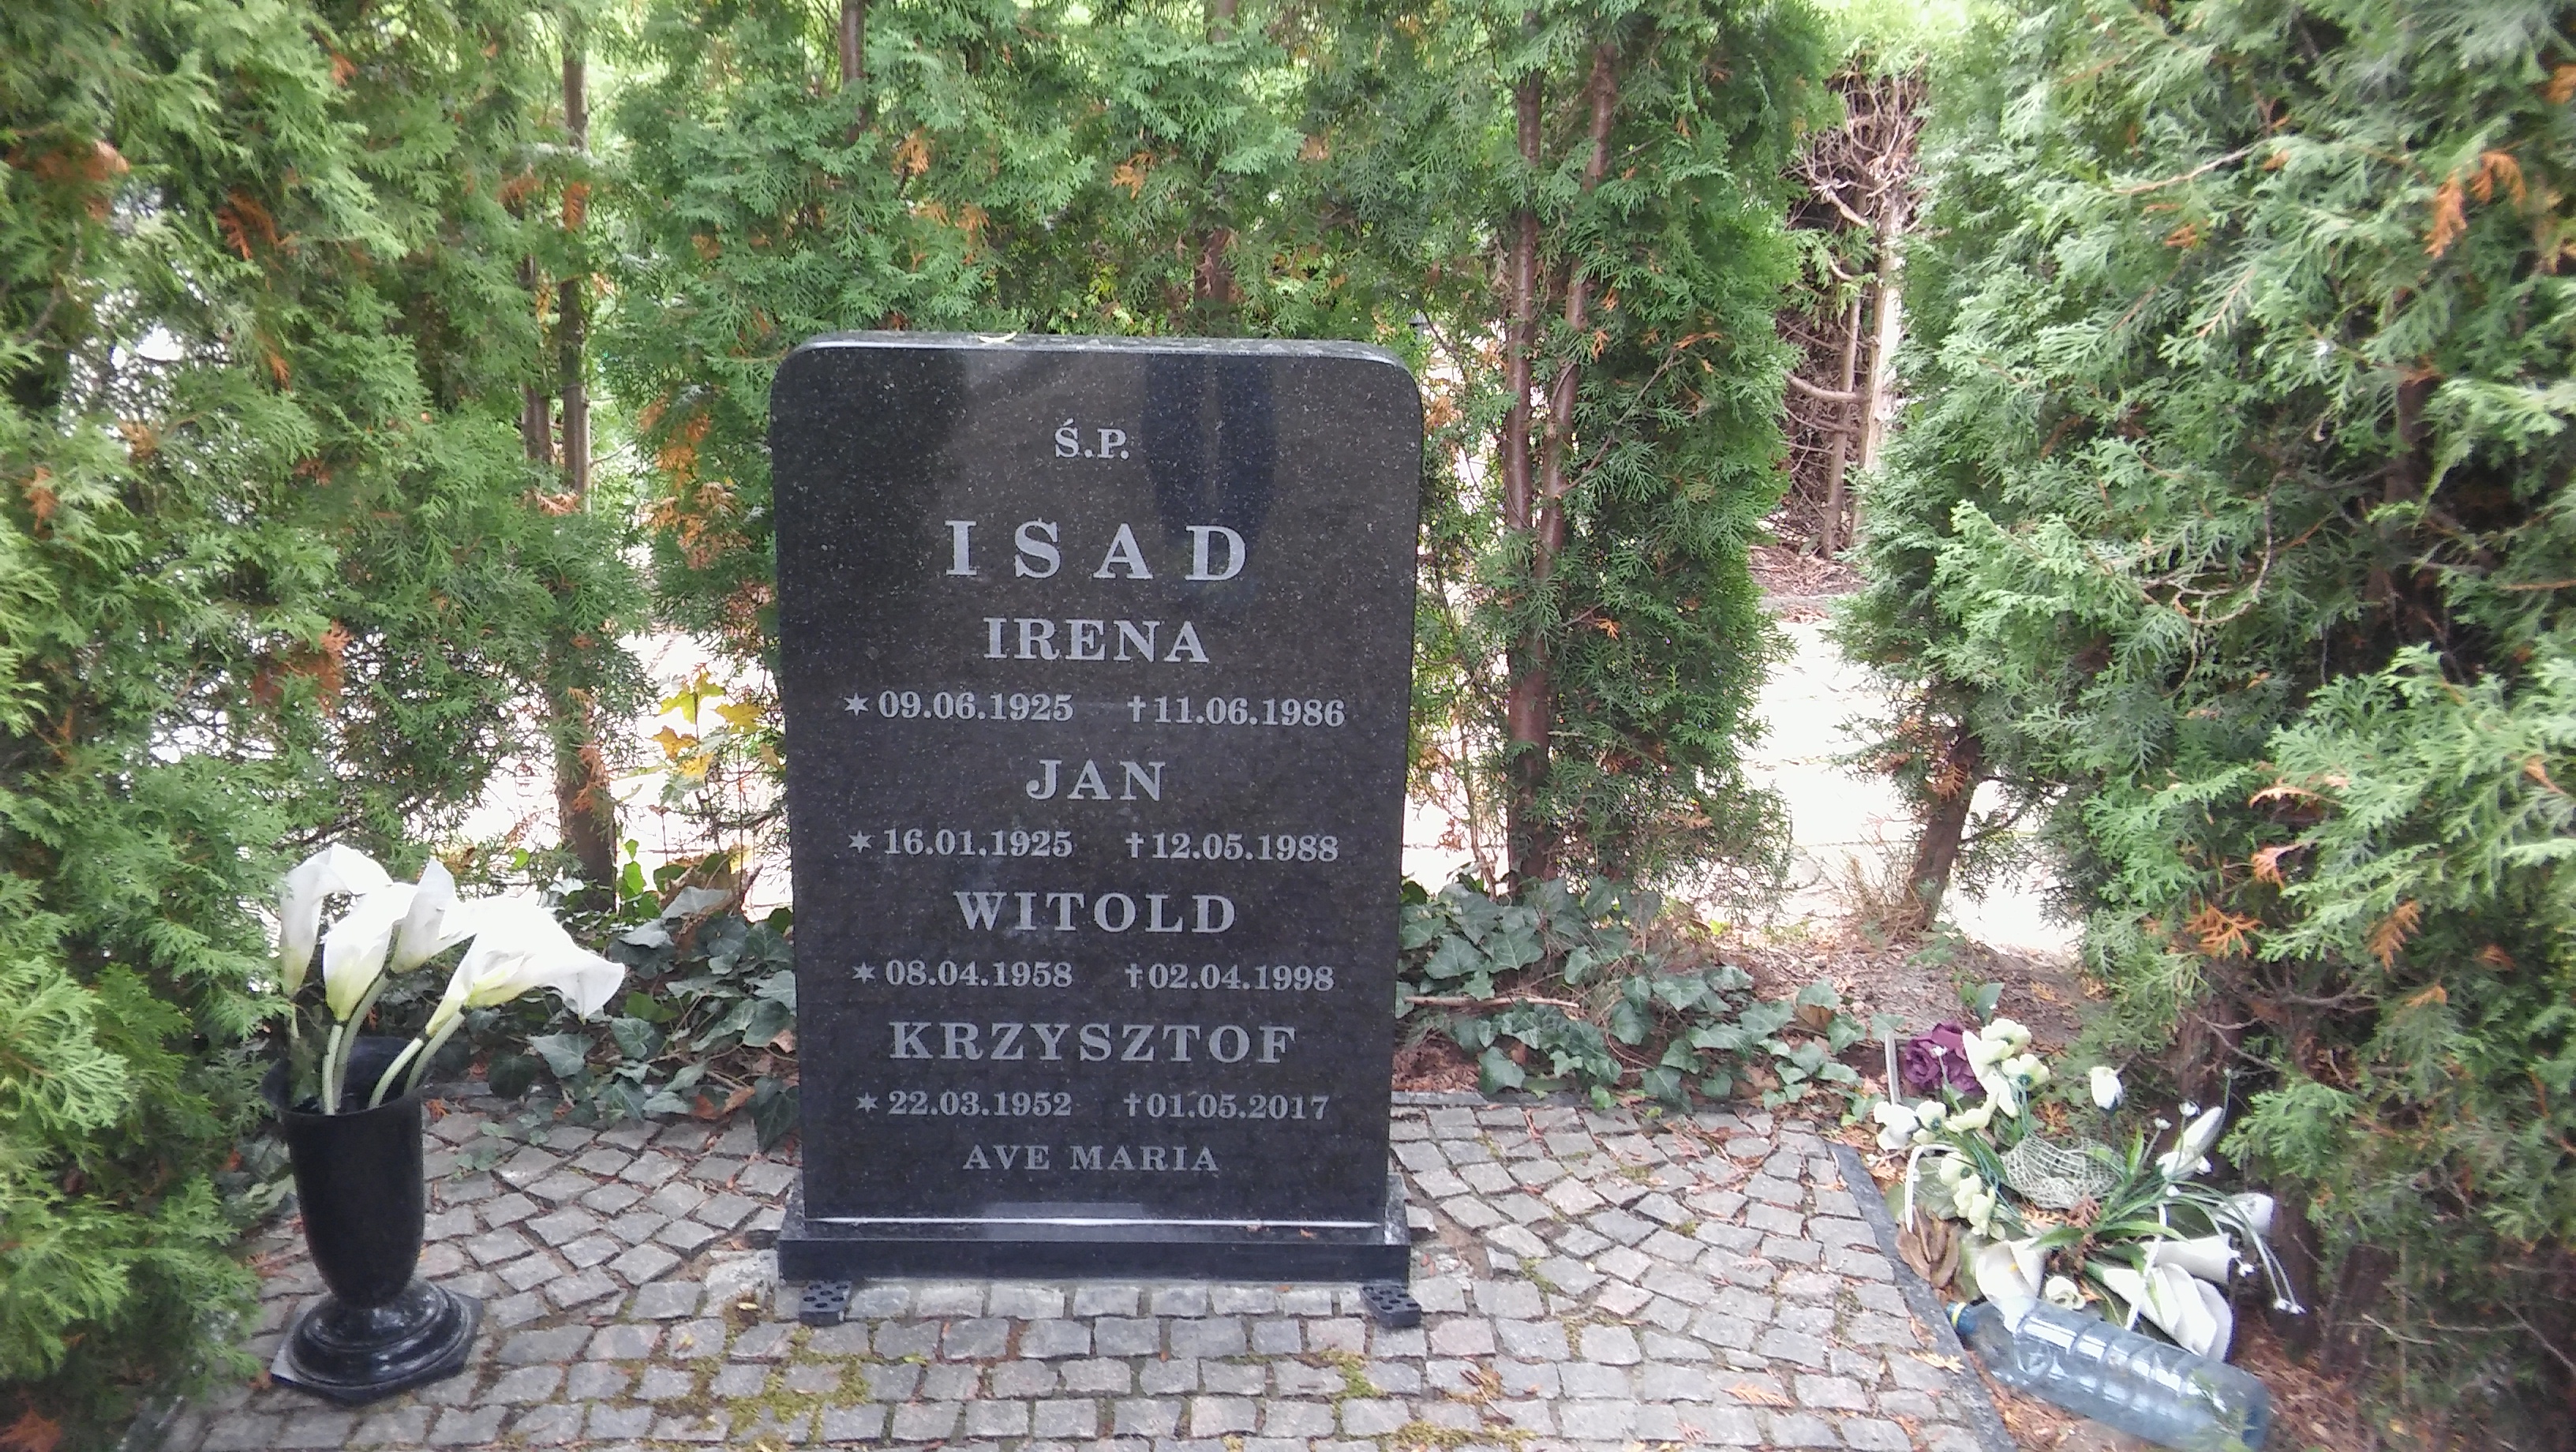 Ś.P.
ISAD
IRENA
✶ 09.06.1925 †11.06.1986
JAN
✶ 16.01.1925 †12.05.1988
WITOLD
✶ 08.04.1958 †02.04.1998
KRZYSZTOF
✶ 22.03.1952 †01.05.2017
AVE MARIA